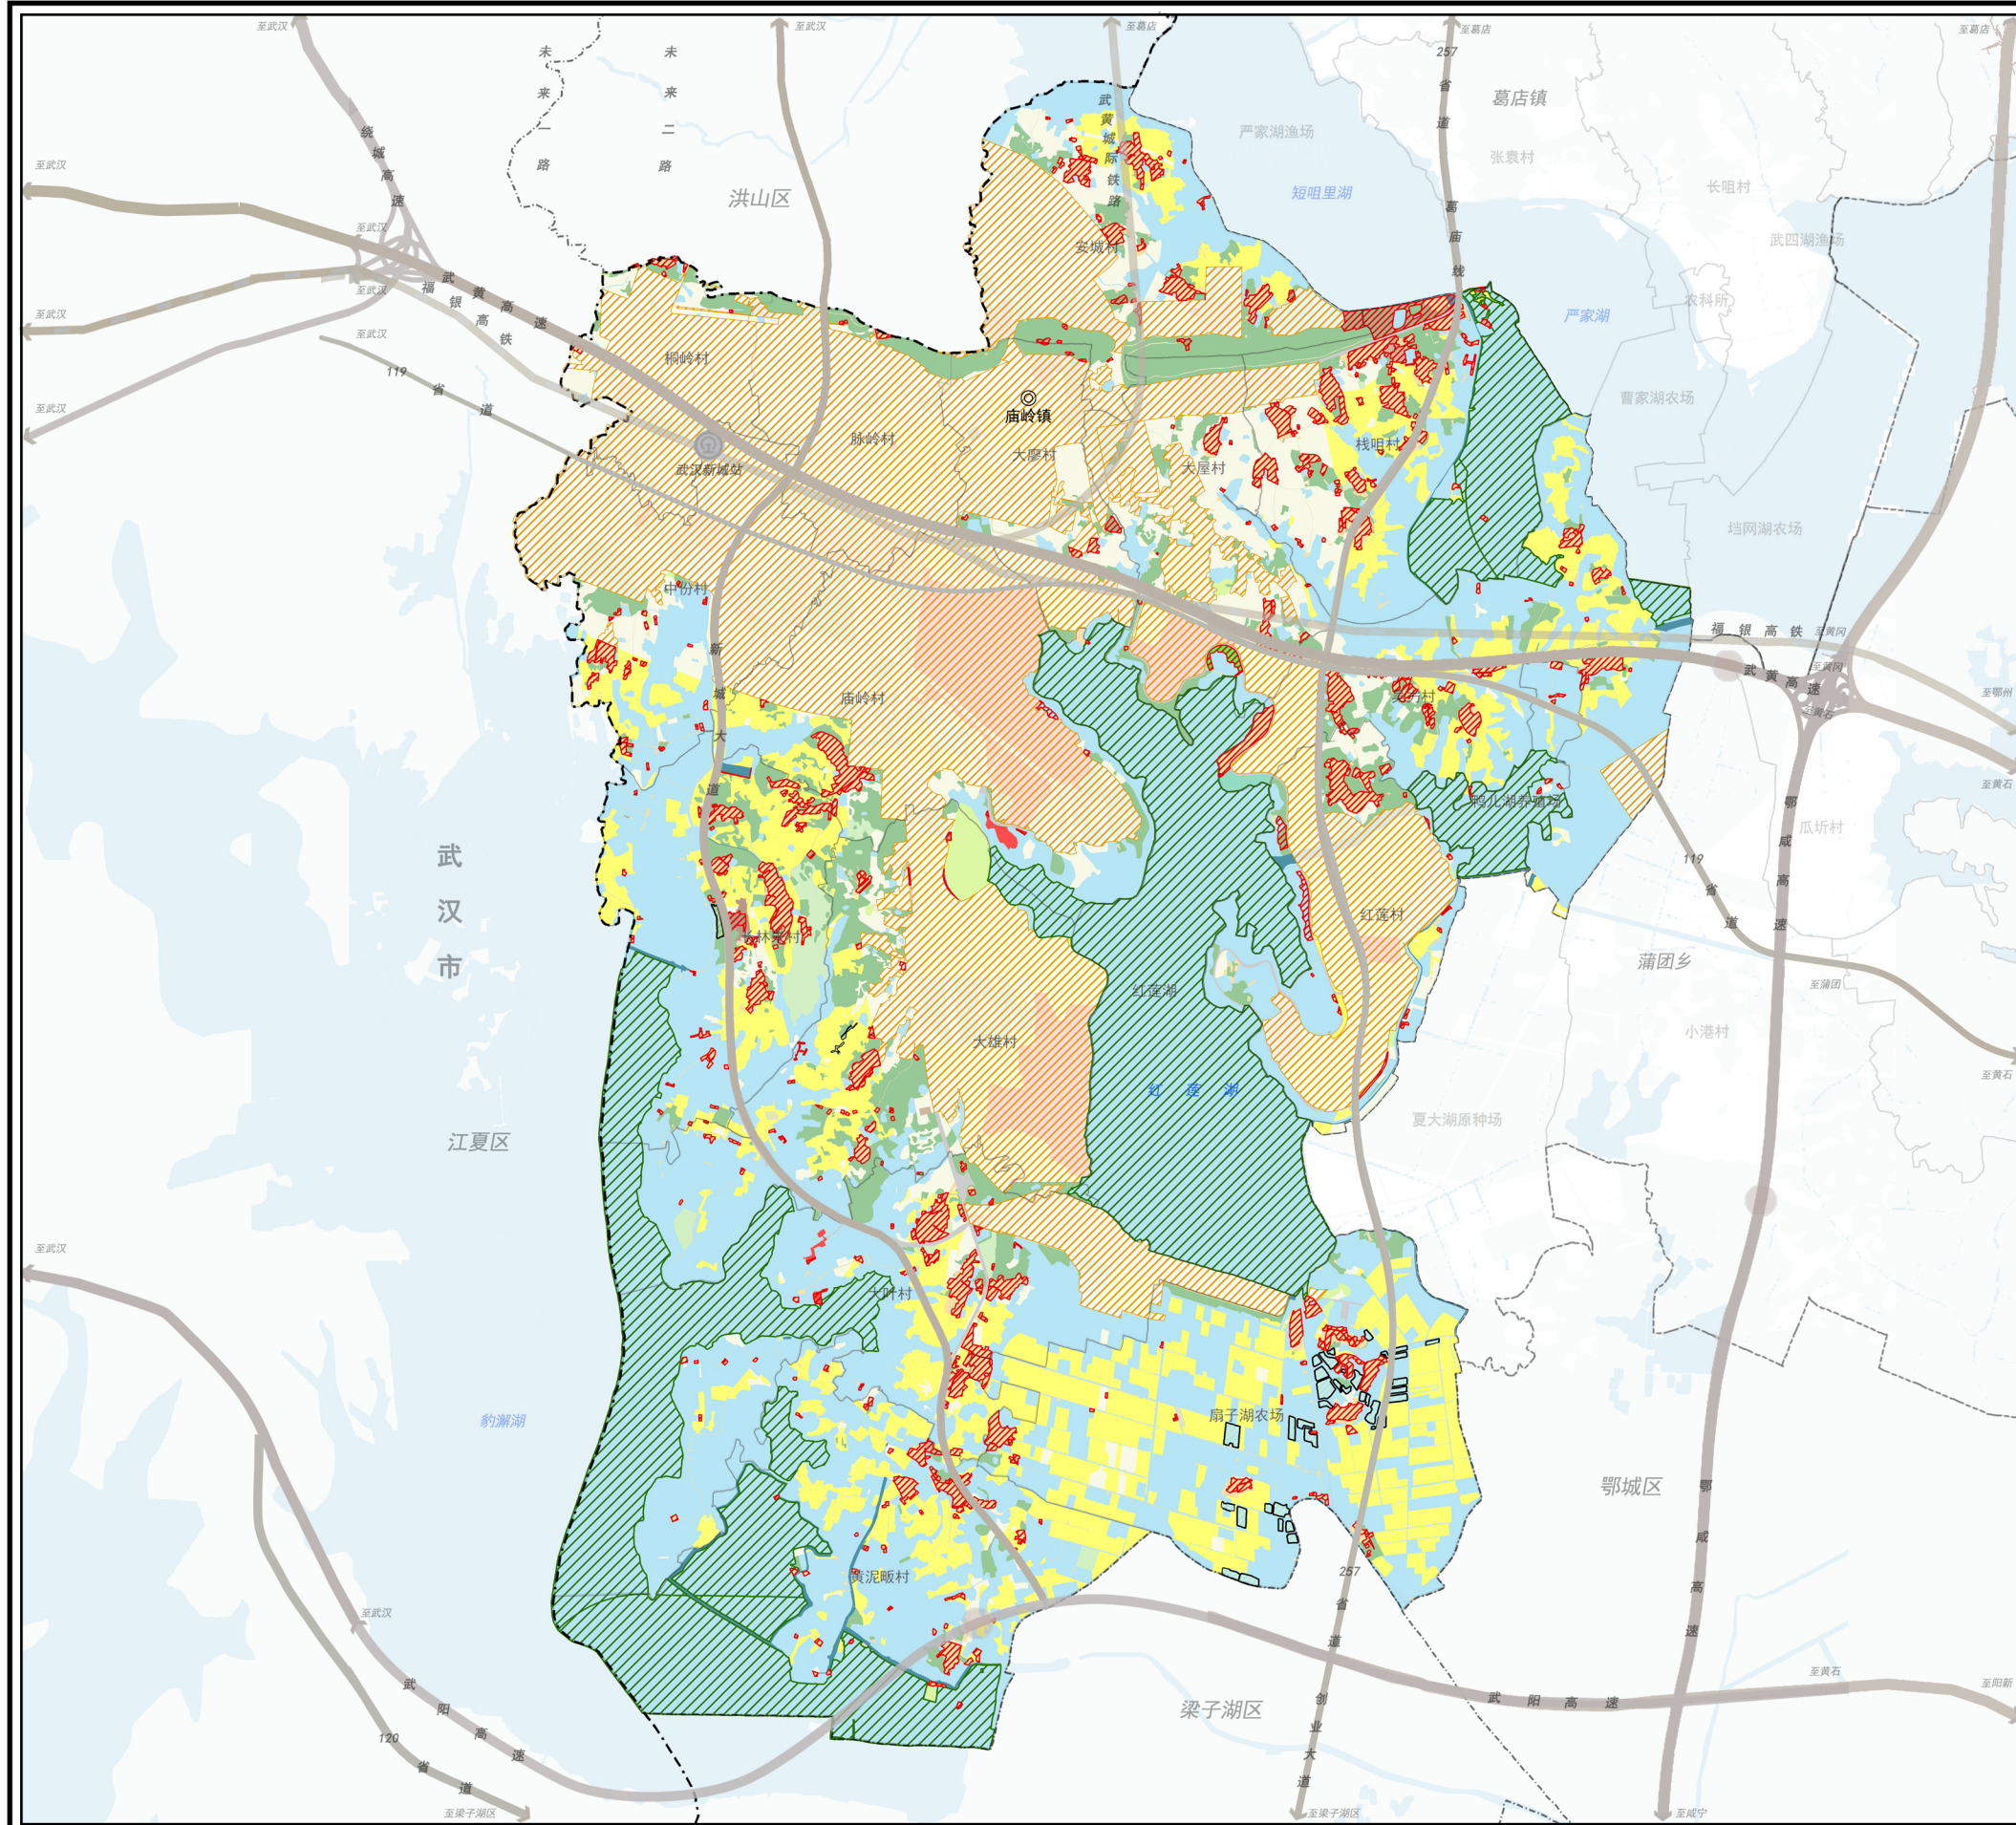 至武汉
至武汉
至葛店
至葛店
至葛店
未来一路
未来二路
257省道
葛庙线
葛店镇
武黄城际铁路
严家湖渔场
张袁村
绕城高速
至武汉
短咀里湖
长咀村
洪山区
至武汉
武四湖渔场
安城村
至武汉
武黄高速
福银高铁
农科所
至武汉
严家湖
至武汉
桐岭村
119省道
庙岭镇
曹家湖农场
至武汉
脉岭村
大廖村
大屋村
栈咀村
武汉新城站
垱网湖农场
中份村
福银高铁
至黄冈
新城大道
武黄高速
至黄冈
庙岭村
至鄂州
至黄石
至黄石
鸭儿湖养殖场
鄂咸高速
瓜圻村
武汉市
119省道
红莲村
蒲团乡
至蒲团
红莲湖
小港村
大雄村
至黄石
红莲湖
夏大湖原种场
江夏区
至武汉
大叶村
豹澥湖
扇子湖农场
鄂城区
鄂咸高速
黄泥畈村
257省道
至武汉
创业大道
武阳高速
至黄石
至阳新
武阳高速
梁子湖区
120省道
至梁子湖区
至梁子湖区
至咸宁